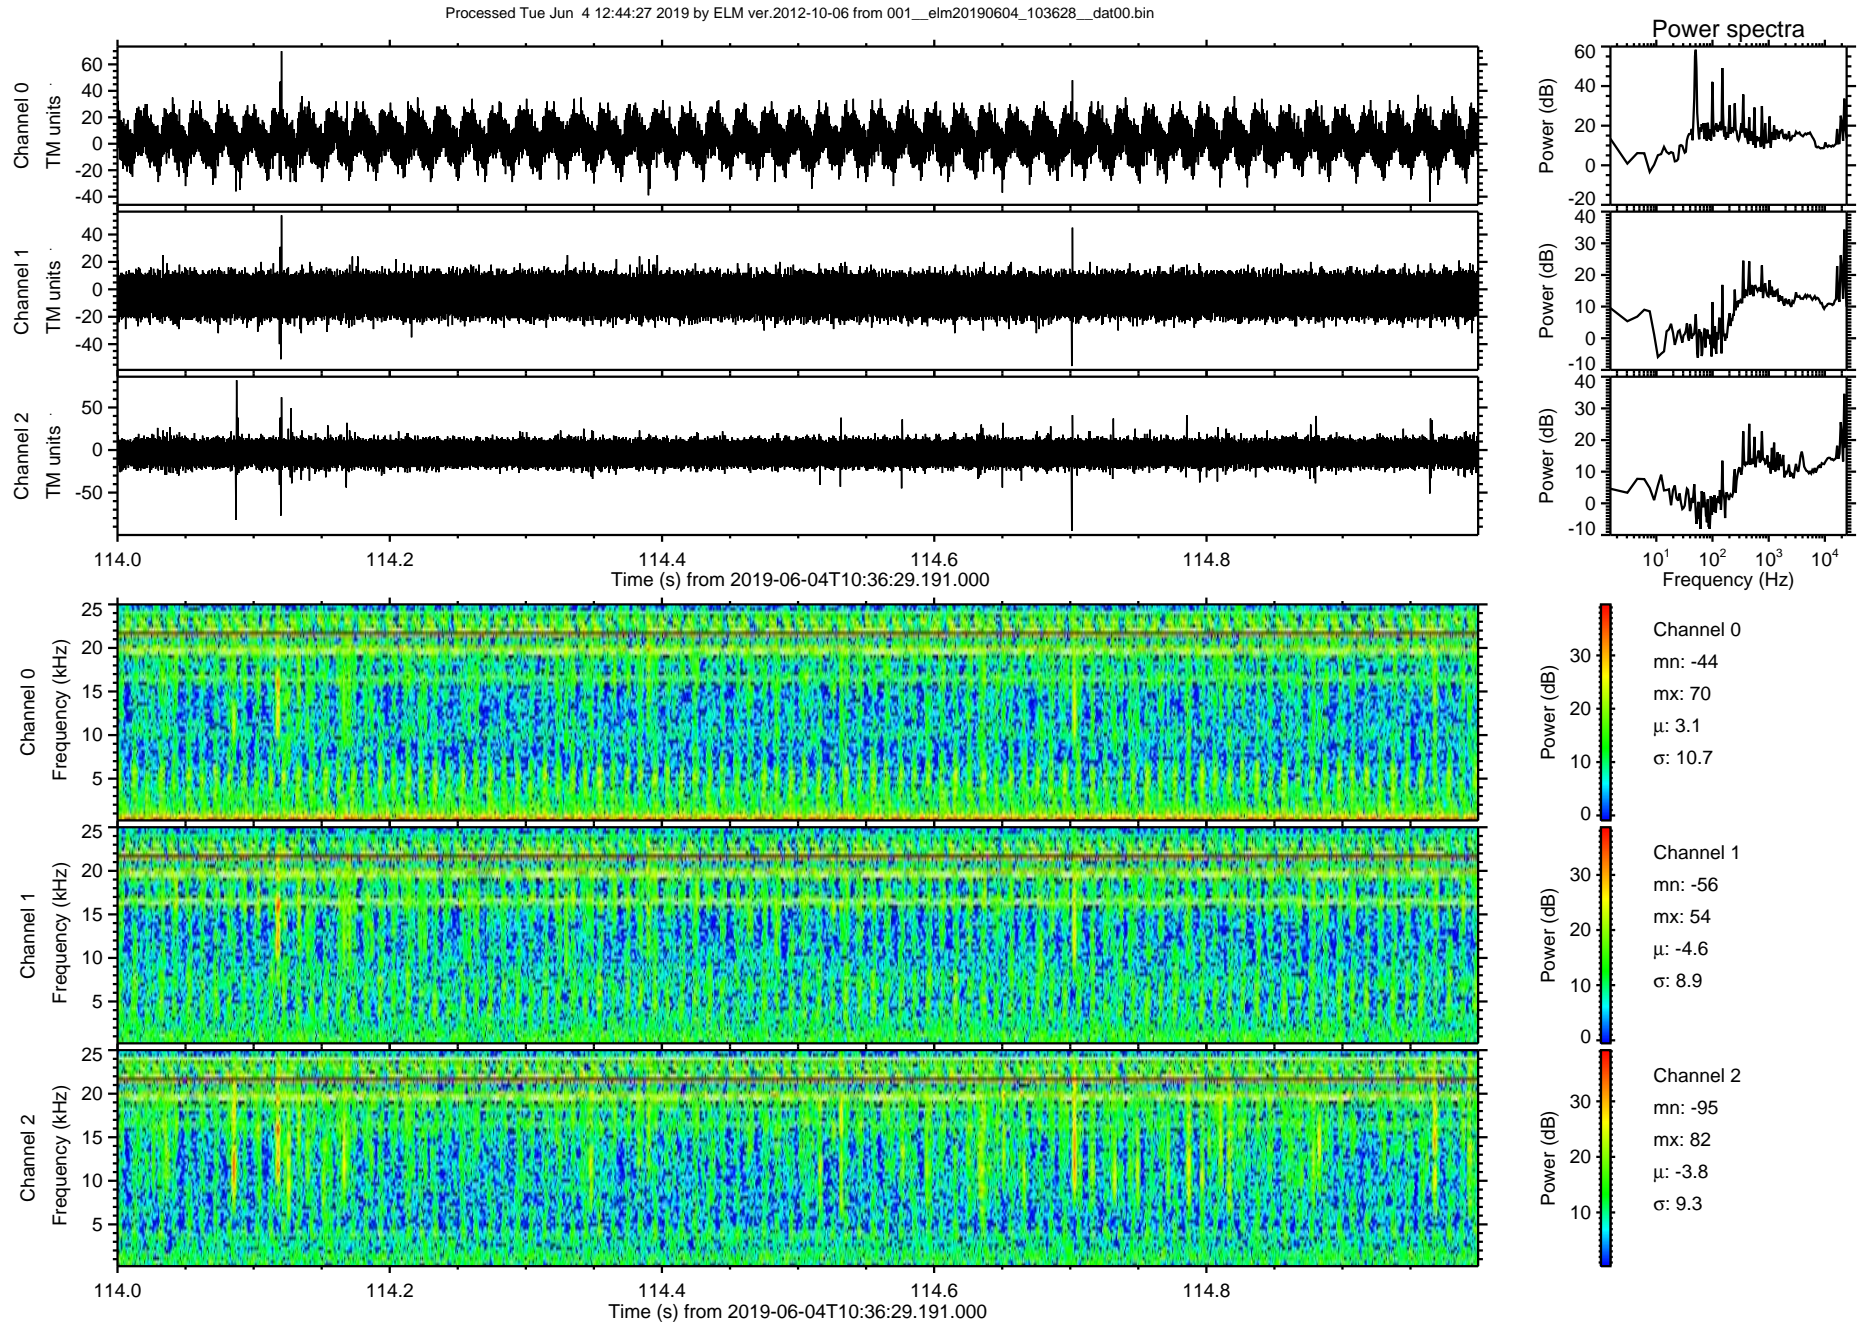 Processed Tue Jun  4 12:44:27 2019 by ELM ver.2012-10-06 from 001__elm20190604_103628__dat00.bin
Power spectra
Channel 0
TM units
60
40
20
0
-20
-40
Power (dB)
60
40
20
0
-20
Channel 1
TM units
40
20
0
-20
-40
Power (dB)
40
30
20
10
0
-10
Channel 2
TM units
50
0
-50
Power (dB)
40
30
20
10
0
-10
114.0 114.2 114.4 114.6 114.8
Time (s) from 2019-06-04T10:36:29.191.000
10¹ 10² 10³ 10⁴
Frequency (Hz)
Channel 0
Frequency (kHz)
25
20
15
10
5
Power (dB)
30
20
10
0
Channel 0
mn: -44
mx: 70
μ: 3.1
σ: 10.7
Channel 1
Frequency (kHz)
25
20
15
10
5
Power (dB)
30
20
10
0
Channel 1
mn: -56
mx: 54
μ: -4.6
σ: 8.9
Channel 2
Frequency (kHz)
25
20
15
10
5
Power (dB)
30
20
10
Channel 2
mn: -95
mx: 82
μ: -3.8
σ: 9.3
114.0 114.2 114.4 114.6 114.8
Time (s) from 2019-06-04T10:36:29.191.000